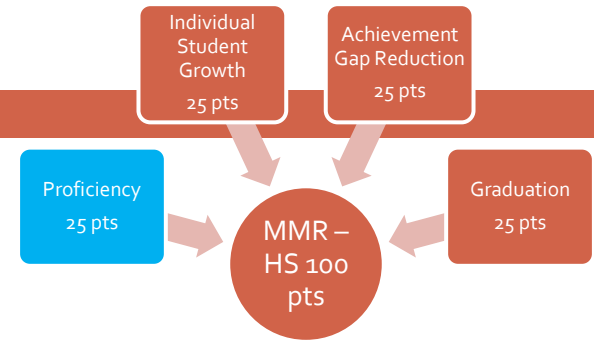 Individual
Student
Growth
25 pts
Achievement
Gap Reduction
25 pts
Proficiency
25 pts
Graduation
25 pts
MMR –
HS 100
pts